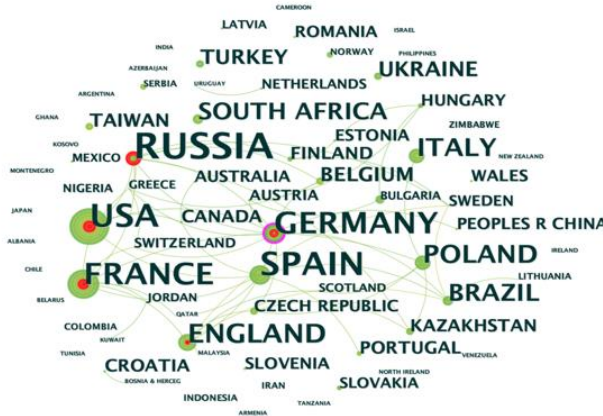 CAMEROON
LATVIA
ROMANIA
ISRAEL
INDIA
TURKEY
NORWAY
PHILIPPINES
AZERBAIJAN
UKRAINE
SERBIA
URUGUAY
NETHERLANDS
ARGENTINA
HUNGARY
GHANA
TAIWAN
SOUTH AFRICA
ESTONIA
ZIMBABWE
KOSOVO
RUSSIA
ITALY
MEXICO
FINLAND
NEW ZEALAND
MONTENEGRO
AUSTRALIA
BELGIUM
WALES
NIGERIA
GREECE
AUSTRIA
BULGARIA
SWEDEN
JAPAN
USA
CANADA
GERMANY
PEOPLES R CHINA
ALBANIA
SWITZERLAND
IRELAND
CHILE
FRANCE
SPAIN
POLAND
LITHUANIA
BELARUS
JORDAN
SCOTLAND
BRAZIL
QATAR
CZECH REPUBLIC
COLOMBIA
KUWAIT
ENGLAND
KAZAKHSTAN
TUNISIA
MALAYSIA
PORTUGAL
VENEZUELA
CROATIA
SLOVENIA
NORTH IRELAND
BOSNIA & HERCEG
IRAN
SLOVAKIA
INDONESIA
TANZANIA
ARMENIA